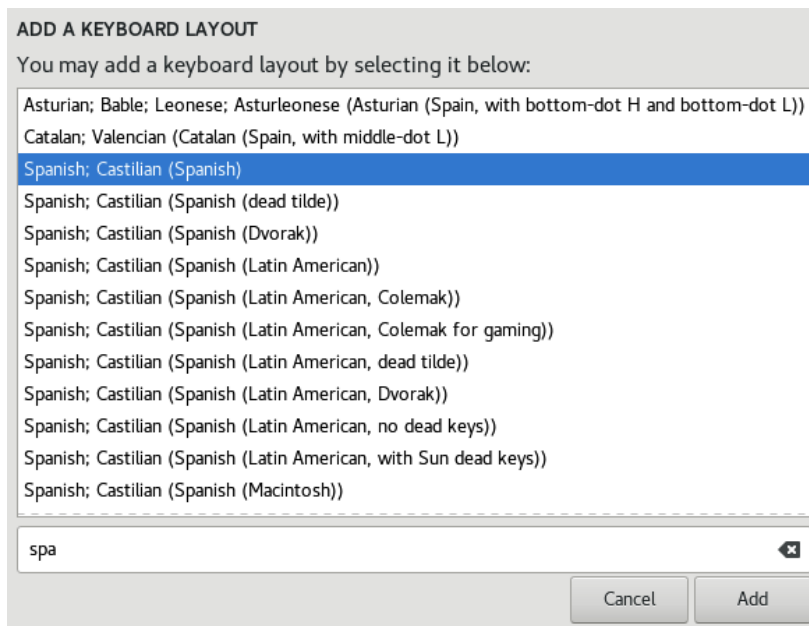 ADD A KEYBOARD LAYOUT
You may add a keyboard layout by selecting it below:
Asturian; Bable; Leonese; Asturleonese (Asturian (Spain, with bottom-dot H and bottom-dot L))
Catalan; Valencian (Catalan (Spain, with middle-dot L))
Spanish; Castilian (Spanish)
Spanish; Castilian (Spanish (dead tilde))
Spanish; Castilian (Spanish (Dvorak))
Spanish; Castilian (Spanish (Latin American))
Spanish; Castilian (Spanish (Latin American, Colemak))
Spanish; Castilian (Spanish (Latin American, Colemak for gaming))
Spanish; Castilian (Spanish (Latin American, dead tilde))
Spanish; Castilian (Spanish (Latin American, Dvorak))
Spanish; Castilian (Spanish (Latin American, no dead keys))
Spanish; Castilian (Spanish (Latin American, with Sun dead keys))
Spanish; Castilian (Spanish (Macintosh))
spa
Cancel Add